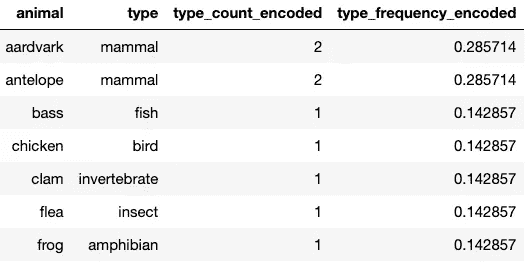 animal type type_count_encoded type_frequency_encoded
aardvark mammal 2 0.285714
antelope mammal 2 0.285714
bass fish 1 0.142857
chicken bird 1 0.142857
clam invertebrate 1 0.142857
flea insect 1 0.142857
frog amphibian 1 0.142857